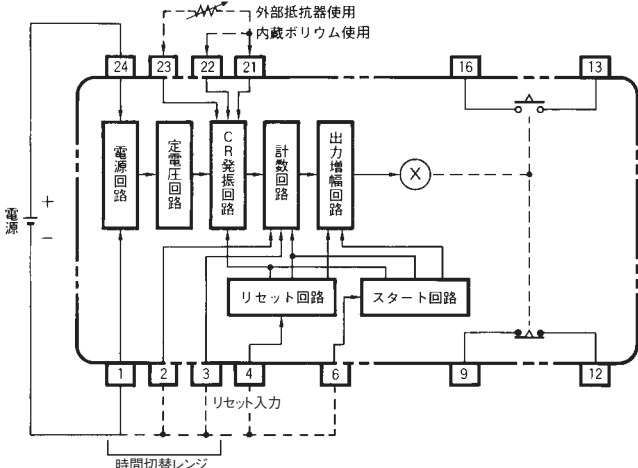 外部抵抗器使用
内蔵ボリウム使用
24
23
22
21
16
13
電源回路
定電圧回路
CR発振回路
計数回路
出力増幅回路
X
電源
+
−
リセット回路
スタート回路
1
2
3
4
6
9
12
リセット入力
時間切替レンジ